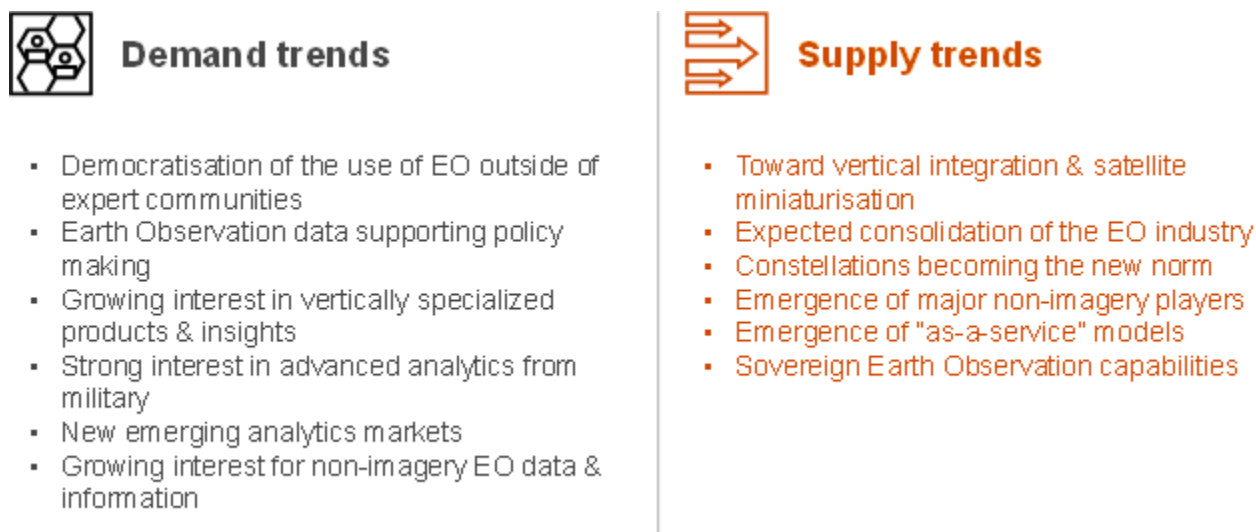 Demand trends
▪ Democratisation of the use of EO outside of
expert communities
▪ Earth Observation data supporting policy
making
▪ Growing interest in vertically specialized
products & insights
▪ Strong interest in advanced analytics from
military
▪ New emerging analytics markets
▪ Growing interest for non-imagery EO data &
information
Supply trends
▪ Toward vertical integration & satellite
miniaturisation
▪ Expected consolidation of the EO industry
▪ Constellations becoming the new norm
▪ Emergence of major non-imagery players
▪ Emergence of "as-a-service" models
▪ Sovereign Earth Observation capabilities